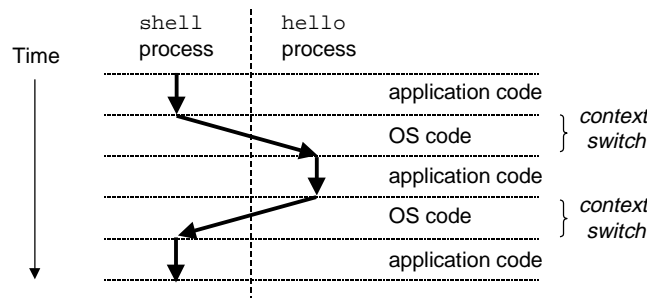 shell
process
hello
process
Time
application code
OS code
context
switch
application code
OS code
context
switch
application code